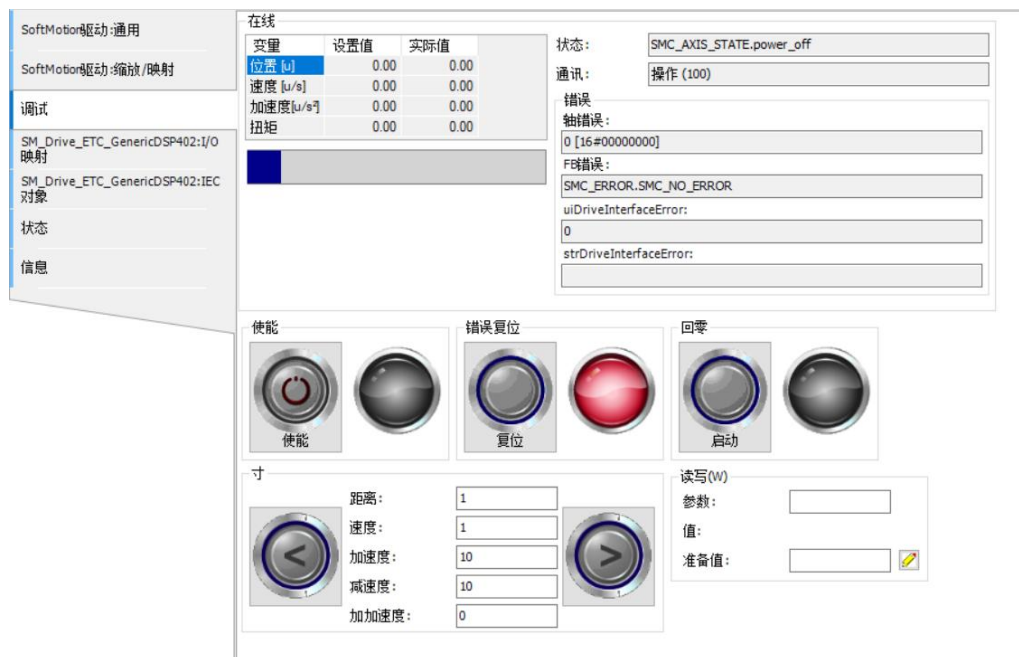 SoftMotion驱动:通用
SoftMotion驱动:缩放/映射
调试
SM_Drive_ETC_GenericDSP402:I/O
映射
SM_Drive_ETC_GenericDSP402:IEC
对象
状态
信息
在线
变量 设置值 实际值
位置 [u] 0.00 0.00
速度 [u/s] 0.00 0.00
加速度[u/s²] 0.00 0.00
扭矩 0.00 0.00
状态: SMC_AXIS_STATE.power_off
通讯: 操作 (100)
错误
轴错误:
0 [16#00000000]
FB错误:
SMC_ERROR.SMC_NO_ERROR
uiDriveInterfaceError:
0
strDriveInterfaceError:
使能
使能
错误复位
复位
回零
启动
寸
<
距离: 1
速度: 1
加速度: 10
减速度: 10
加加速度: 0
>
读写(W)
参数:
值:
准备值: